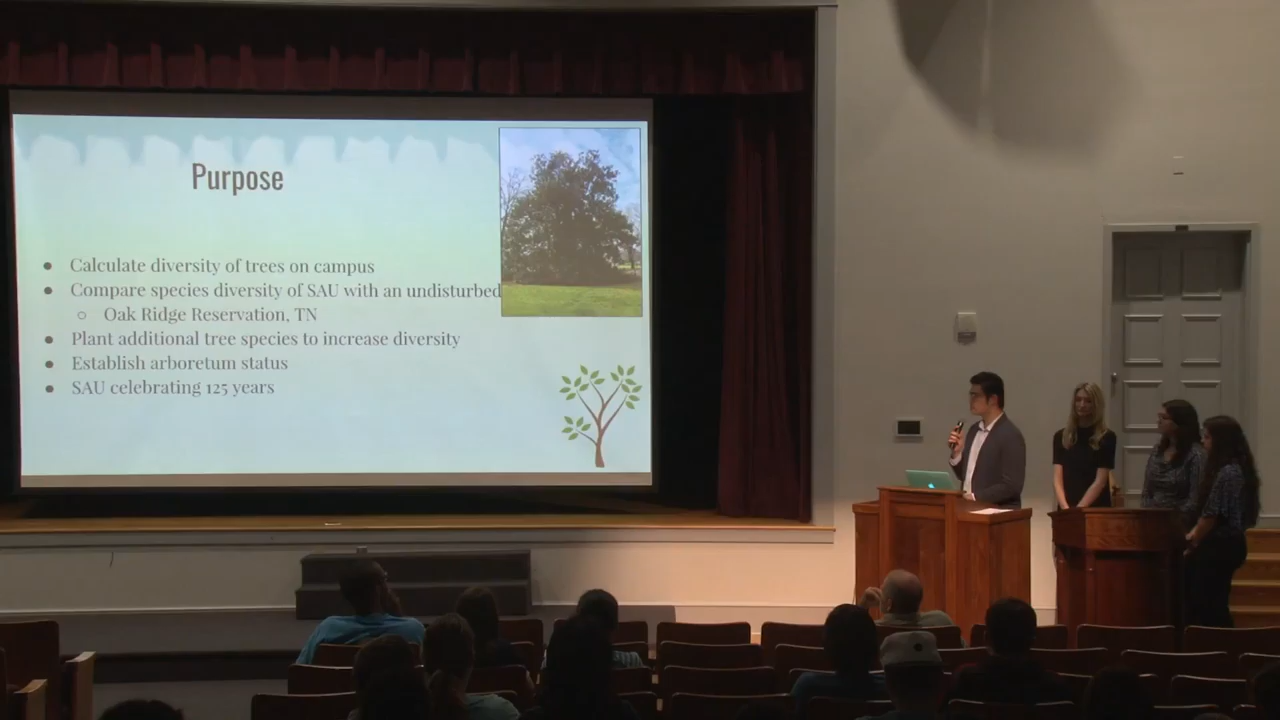 Purpose
● Calculate diversity of trees on campus
● Compare species diversity of SAU with an undisturbed
○ Oak Ridge Reservation, TN
● Plant additional tree species to increase diversity
● Establish arboretum status
● SAU celebrating 125 years